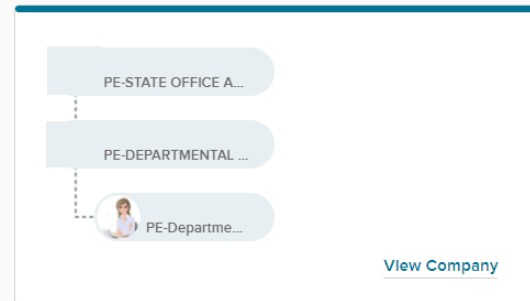 PE-STATE OFFICE A...
PE-DEPARTMENTAL ...
PE-Departme...
View Company